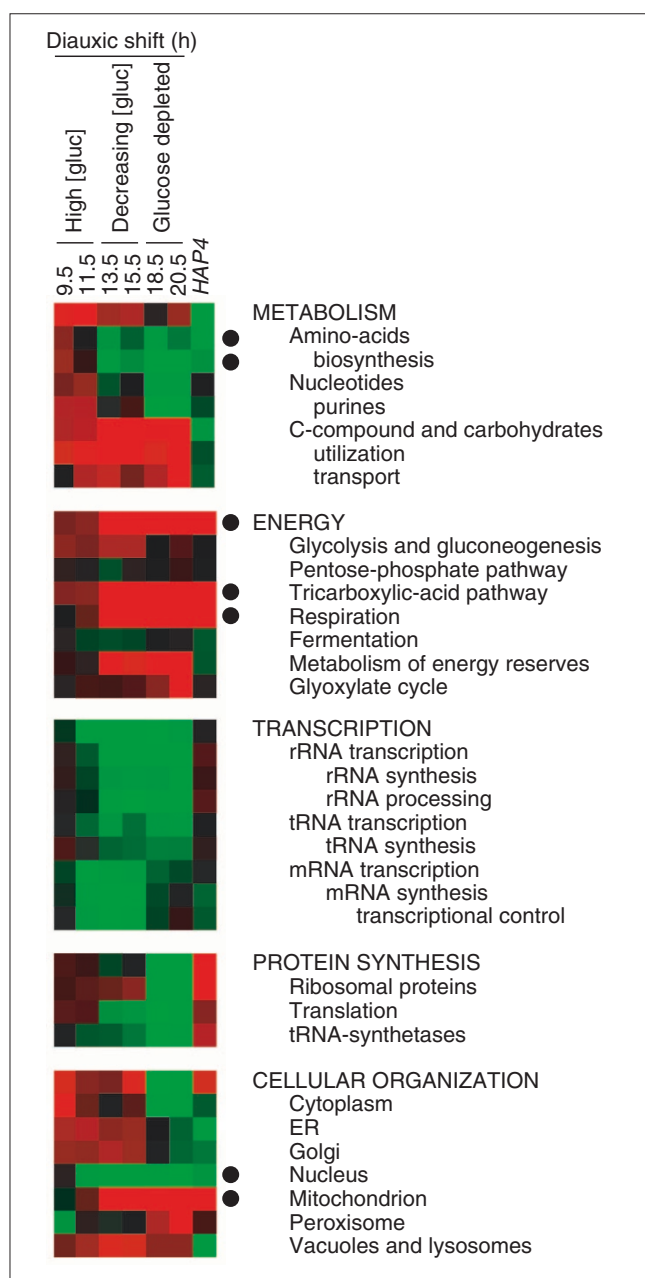 Diauxic shift (h)
High [gluc]
Decreasing [gluc]
Glucose depleted
9.5
11.5
13.5
15.5
18.5
20.5
HAP4
METABOLISM
Amino-acids
biosynthesis
Nucleotides
purines
C-compound and carbohydrates
utilization
transport
ENERGY
Glycolysis and gluconeogenesis
Pentose-phosphate pathway
Tricarboxylic-acid pathway
Respiration
Fermentation
Metabolism of energy reserves
Glyoxylate cycle
TRANSCRIPTION
rRNA transcription
rRNA synthesis
rRNA processing
tRNA transcription
tRNA synthesis
mRNA transcription
mRNA synthesis
transcriptional control
PROTEIN SYNTHESIS
Ribosomal proteins
Translation
tRNA-synthetases
CELLULAR ORGANIZATION
Cytoplasm
ER
Golgi
Nucleus
Mitochondrion
Peroxisome
Vacuoles and lysosomes